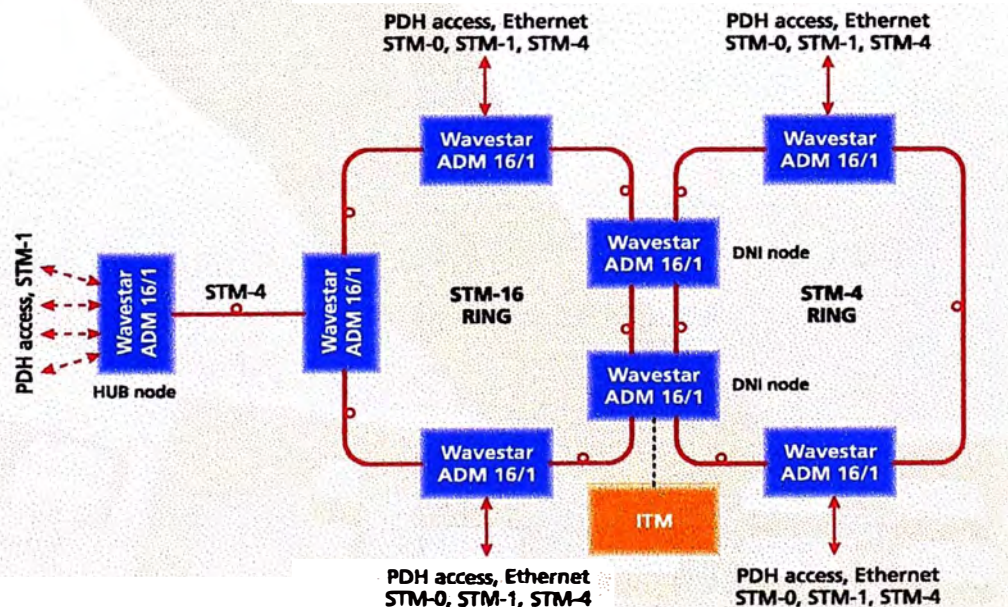 PDH access, Ethernet
STM-0, STM-1, STM-4
PDH access, Ethernet
STM-0, STM-1, STM-4
Wavestar
ADM 16/1
Wavestar
ADM 16/1
PDH access, STM-1
Wavestar
ADM 16/1
HUB node
STM-4
Wavestar
ADM 16/1
STM-16
RING
Wavestar
ADM 16/1
DNI node
STM-4
RING
Wavestar
ADM 16/1
DNI node
Wavestar
ADM 16/1
Wavestar
ADM 16/1
ITM
PDH access, Ethernet
STM-0, STM-1, STM-4
PDH access, Ethernet
STM-0, STM-1, STM-4